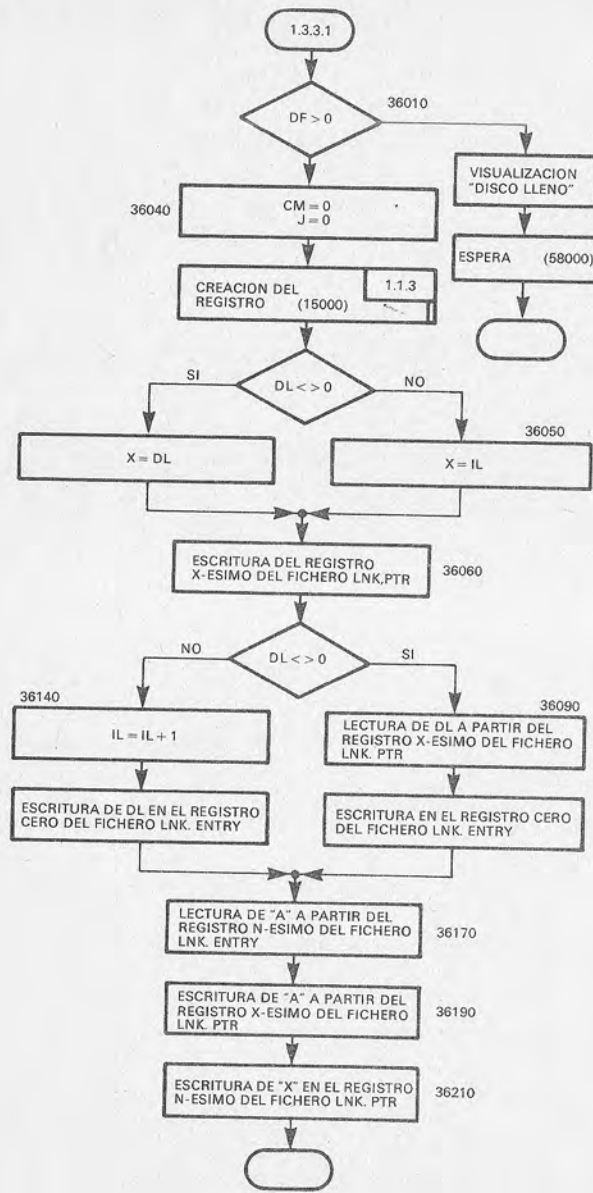 1.3.3.1
DF > 0
36010
VISUALIZACION
"DISCO LLENO"
36040
CM = 0
J = 0
ESPERA (58000)
CREACION DEL
REGISTRO (15000)
1.1.3
SI
DL < > 0
NO
X = DL
36050
X = IL
ESCRITURA DEL REGISTRO
X-ESIMO DEL FICHERO LNK,PTR
36060
NO
DL < > 0
SI
36140
IL = IL + 1
36090
LECTURA DE DL A PARTIR DEL
REGISTRO X-ESIMO DEL FICHERO
LNK. PTR
ESCRITURA DE DL EN EL REGISTRO
CERO DEL FICHERO LNK. ENTRY
ESCRITURA EN EL REGISTRO CERO
DEL FICHERO LNK. ENTRY
LECTURA DE "A" A PARTIR DEL
REGISTRO N-ESIMO DEL FICHERO
LNK. ENTRY
36170
ESCRITURA DE "A" A PARTIR DEL
REGISTRO X-ESIMO DEL FICHERO
LNK. PTR
36190
ESCRITURA DE "X" EN EL REGISTRO
N-ESIMO DEL FICHERO LNK. PTR
36210